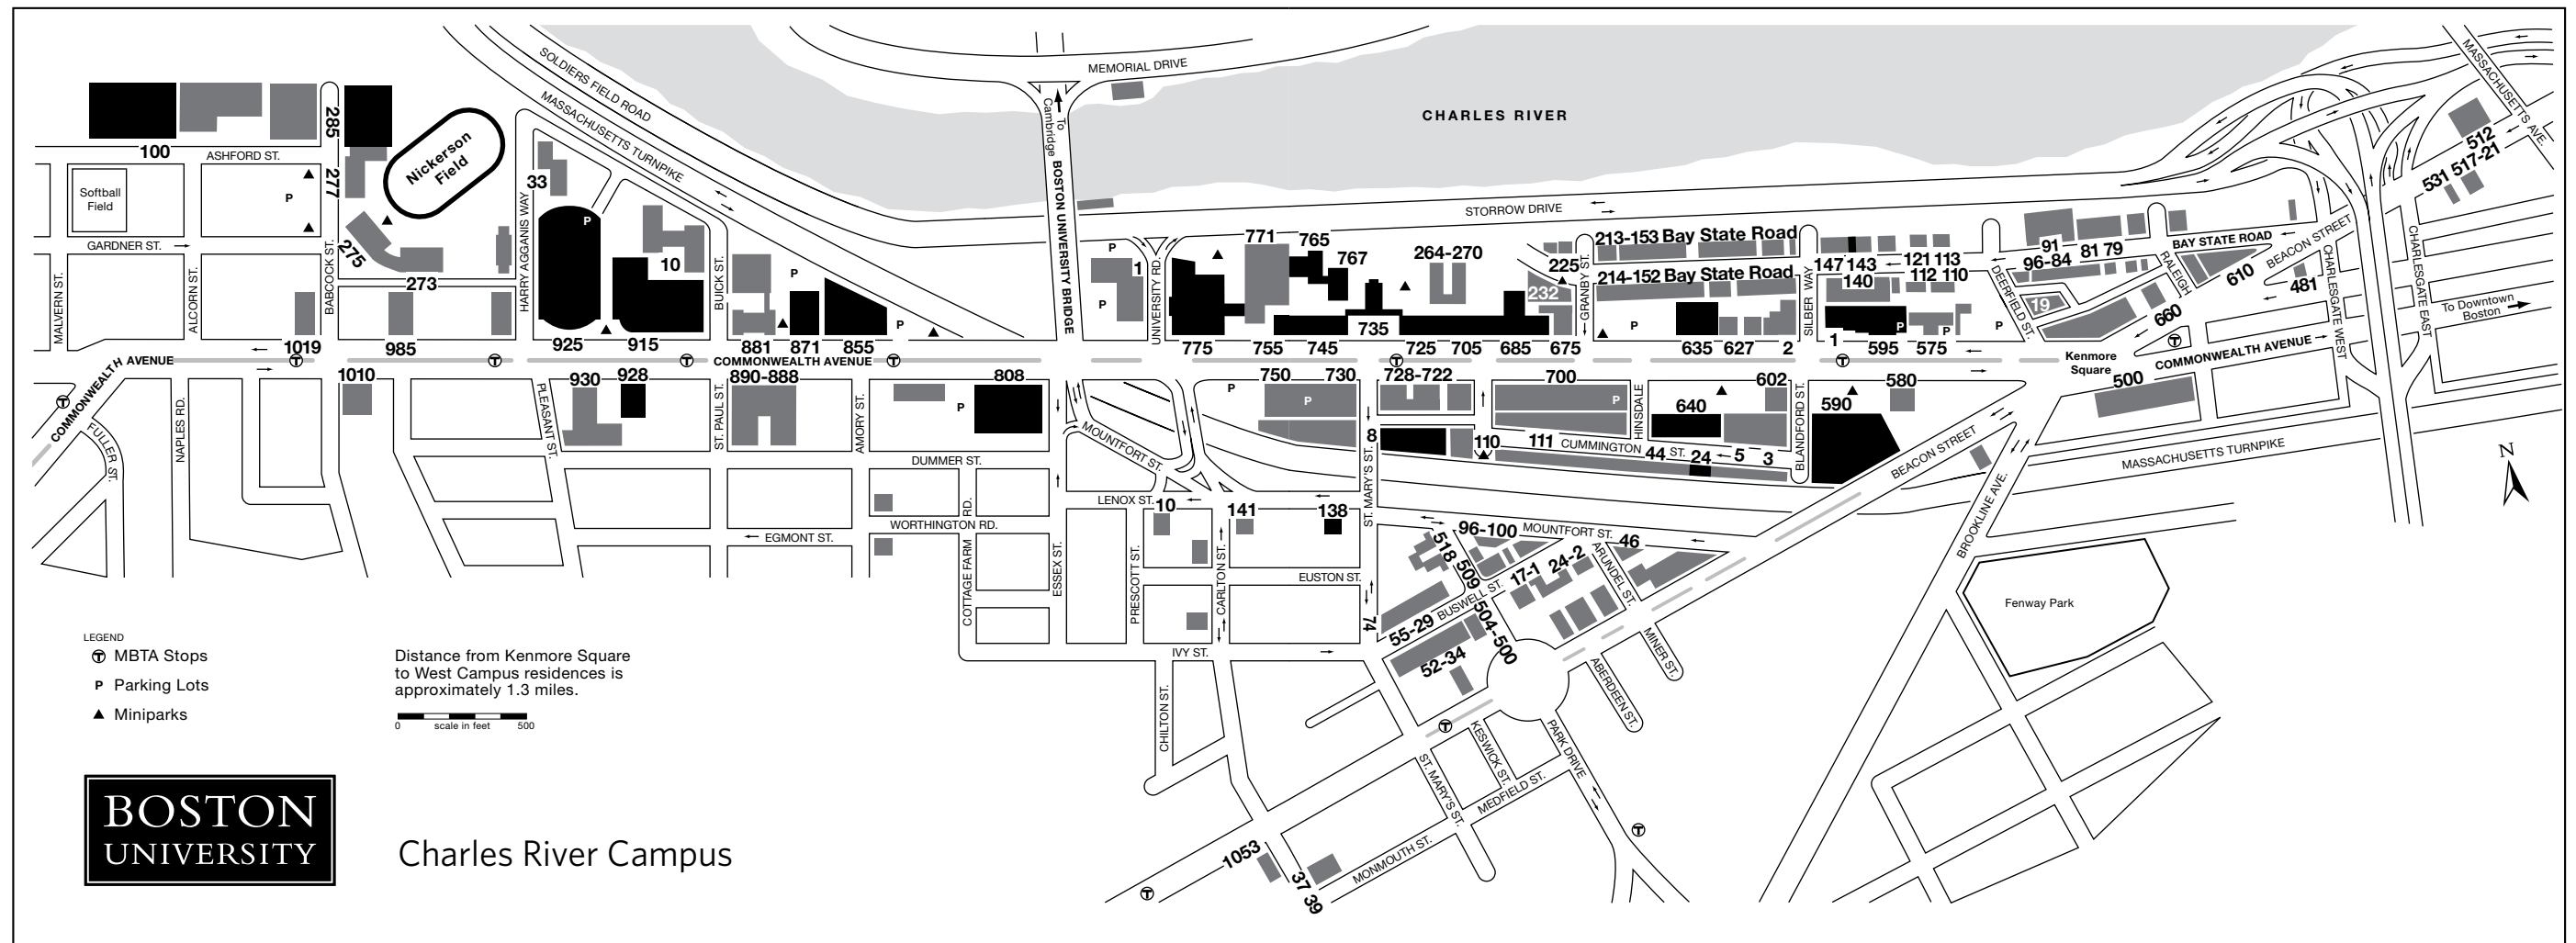 SOLDIERS FIELD ROAD
MASSACHUSETTS TURNPIKE
MEMORIAL DRIVE
To
Cambridge
BOSTON UNIVERSITY BRIDGE
CHARLES RIVER
STORROW DRIVE
MASSACHUSETTS AVE.
512
517-21
531
285
277
100
ASHFORD ST.
Softball
Field
P
GARDNER ST.
MALVERN ST.
ALCORN ST.
BABCOCK ST.
Nickerson
Field
275
273
33
HARRY AGGANIS WAY
P
10
BUICK ST.
P
P
P
1
P
UNIVERSITY RD.
771
765
767
264-270
735
225
232
GRANBY ST.
213-153 Bay State Road
214-152 Bay State Road
P
SILBER WAY
147
143
121
113
140
112
110
P
P
P
DEERFIELD ST.
91
81
79
96-84
19
BAY STATE ROAD
RALEIGH
610
BEACON STREET
481
660
CHARLESGATE WEST
CHARLESGATE EAST
To Downtown
Boston
1019
985
925
915
881
871
855
775
755
745
725
705
685
675
635
627
2
1
595
575
COMMONWEALTH AVENUE
COMMONWEALTH AVENUE
Kenmore
Square
COMMONWEALTH AVENUE
500
1010
930
928
890-888
808
P
P
750
730
P
728-722
700
P
HINSDALE
640
602
BLANDFORD ST.
590
580
FULLER ST.
NAPLES RD.
PLEASANT ST.
ST. PAUL ST.
AMORY ST.
DUMMER ST.
MOUNTFORT ST.
8
110
111
CUMMINGTON
ST.
44
24
5
3
BEACON STREET
MASSACHUSETTS TURNPIKE
N
BROOKLINE AVE.
LENOX ST.
10
141
138
ST. MARY'S ST.
WORTHINGTON RD.
EGMONT ST.
COTTAGE FARM
RD.
ESSEX ST.
PRESCOTT ST.
CARLTON ST.
EUSTON ST.
IVY ST.
74
96-100
MOUNTFORT ST.
46
518
509
17-1
24-2
ARUNDEL ST.
BUSWELL ST.
55-29
504-500
52-34
MINER ST.
ABERDEEN ST.
Fenway Park
CHILTON ST.
KESWICK ST.
PARK DRIVE
ST. MARY'S ST.
MEDFIELD ST.
MONMOUTH ST.
1053
37
39
LEGEND
T MBTA Stops
P Parking Lots
Miniparks
Distance from Kenmore Square
to West Campus residences is
approximately 1.3 miles.
0 scale in feet 500
BOSTON
UNIVERSITY
Charles River Campus